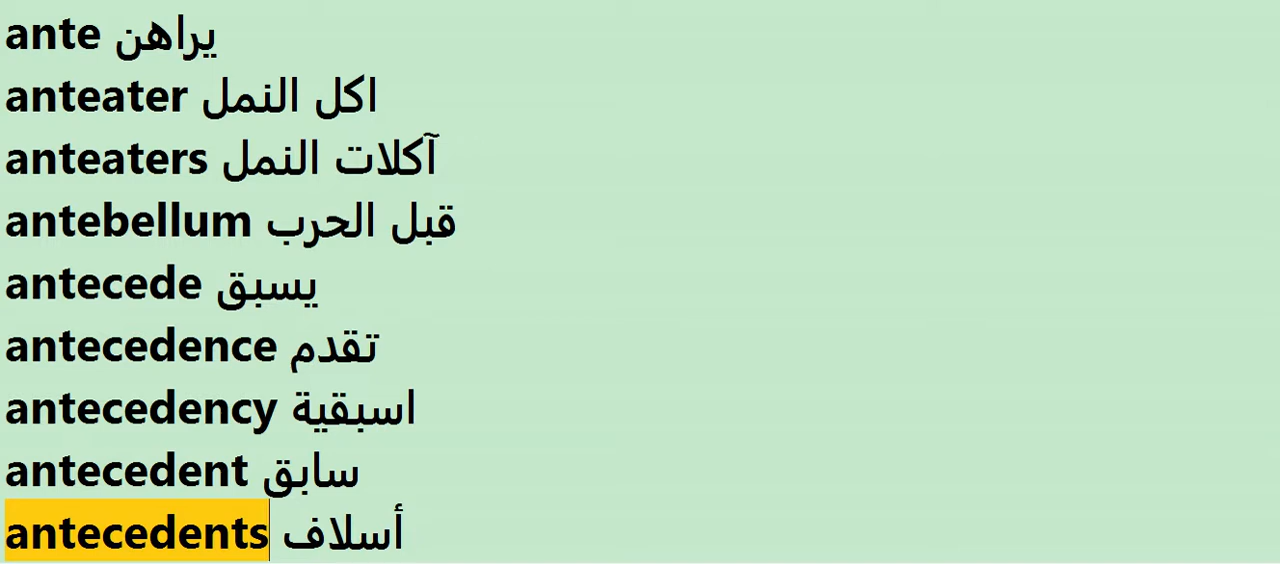 ante يراهن
anteater اكل النمل
anteaters آكلات النمل
antebellum قبل الحرب
antecede يسبق
antecedence تقدم
antecedency اسبقية
antecedent سابق
antecedents أسلاف